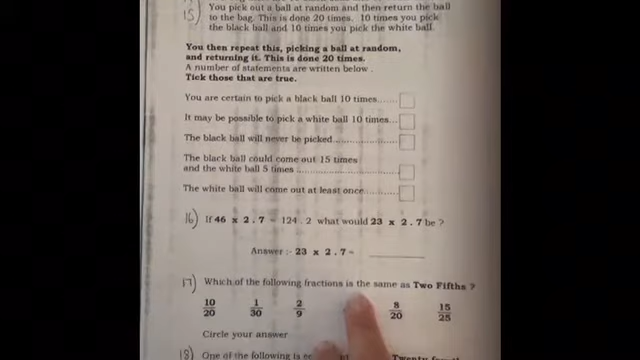 15) You pick out a ball at random and then return the ball
to the bag. This is done 20 times. 10 times you pick
the black ball and 10 times you pick the white ball.
You then repeat this, picking a ball at random,
and returning it. This is done 20 times.
A number of statements are written below.
Tick those that are true.
You are certain to pick a black ball 10 times......
It may be possible to pick a white ball 10 times...
The black ball will never be picked...................
The black ball could come out 15 times
and the white ball 5 times ..........................
The white ball will come out at least once ..........
16) If 46 x 2.7 = 124.2 what would 23 x 2.7 be ?
Answer :- 23 x 2.7 =
17) Which of the following fractions is the same as Two Fifths ?
10/20 1/30 2/9 8/20 15/25
Circle your answer
18) One of the following is